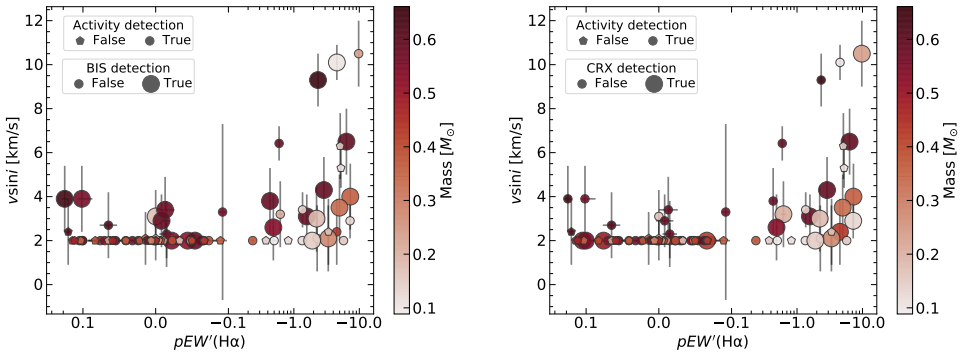 12
10
8
6
4
2
0
vsini [km/s]
Activity detection
False True
BIS detection
False True
0.1 0.0 −0.1 −1.0 −10.0
pEW'(Hα)
0.6
0.5
0.4
0.3
0.2
0.1
Mass [M⊙]
12
10
8
6
4
2
0
vsini [km/s]
Activity detection
False True
CRX detection
False True
0.1 0.0 −0.1 −1.0 −10.0
pEW'(Hα)
0.6
0.5
0.4
0.3
0.2
0.1
Mass [M⊙]